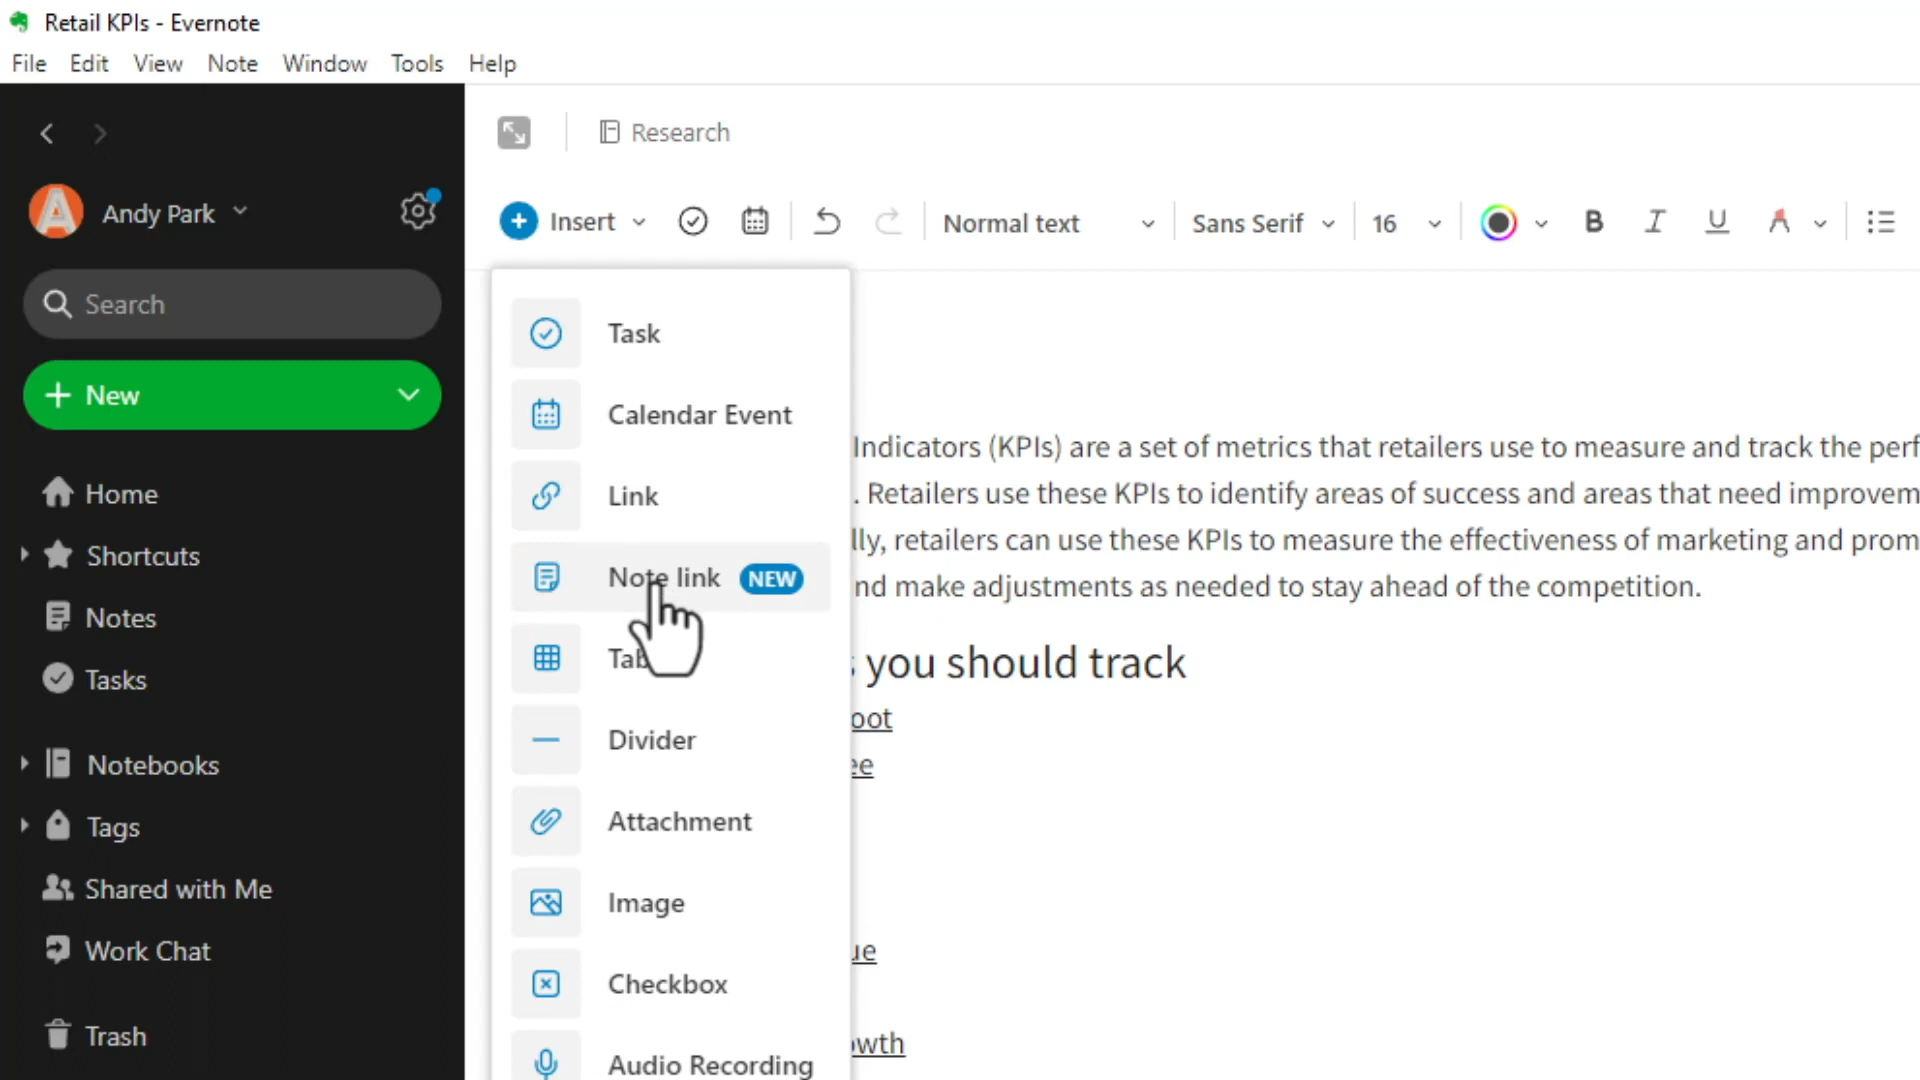 Retail KPIs - Evernote
File Edit View Note Window Tools Help
Research
Andy Park
Insert Normal text Sans Serif 16 B I U A
Search
New
Task
Calendar Event
Link
Note link NEW
Divider
Attachment
Image
Checkbox
Audio Recording
Home
Shortcuts
Notes
Tasks
Notebooks
Tags
Shared with Me
Work Chat
Trash
Indicators (KPIs) are a set of metrics that retailers use to measure and track the perf
. Retailers use these KPIs to identify areas of success and areas that need improvem
lly, retailers can use these KPIs to measure the effectiveness of marketing and prom
nd make adjustments as needed to stay ahead of the competition.
you should track
oot
ee
ue
owth